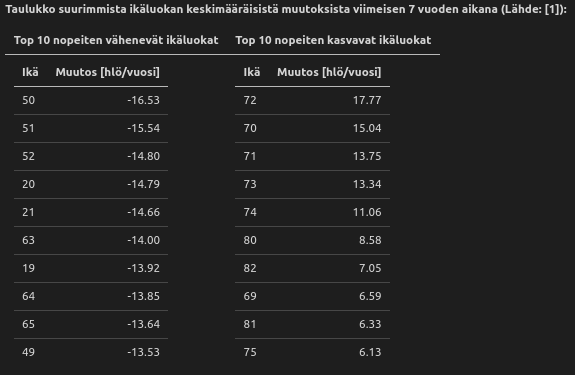 Taulukko suurimmista ikäluokan keskimääräisistä muutoksista viimeisen 7 vuoden aikana (Lähde: [1]):
Top 10 nopeiten vähenevät ikäluokat Top 10 nopeiten kasvavat ikäluokat
Ikä Muutos [hlö/vuosi] Ikä Muutos [hlö/vuosi]
50 -16.53 72 17.77
51 -15.54 70 15.04
52 -14.80 71 13.75
20 -14.79 73 13.34
21 -14.66 74 11.06
63 -14.00 80 8.58
19 -13.92 82 7.05
64 -13.85 69 6.59
65 -13.64 81 6.33
49 -13.53 75 6.13